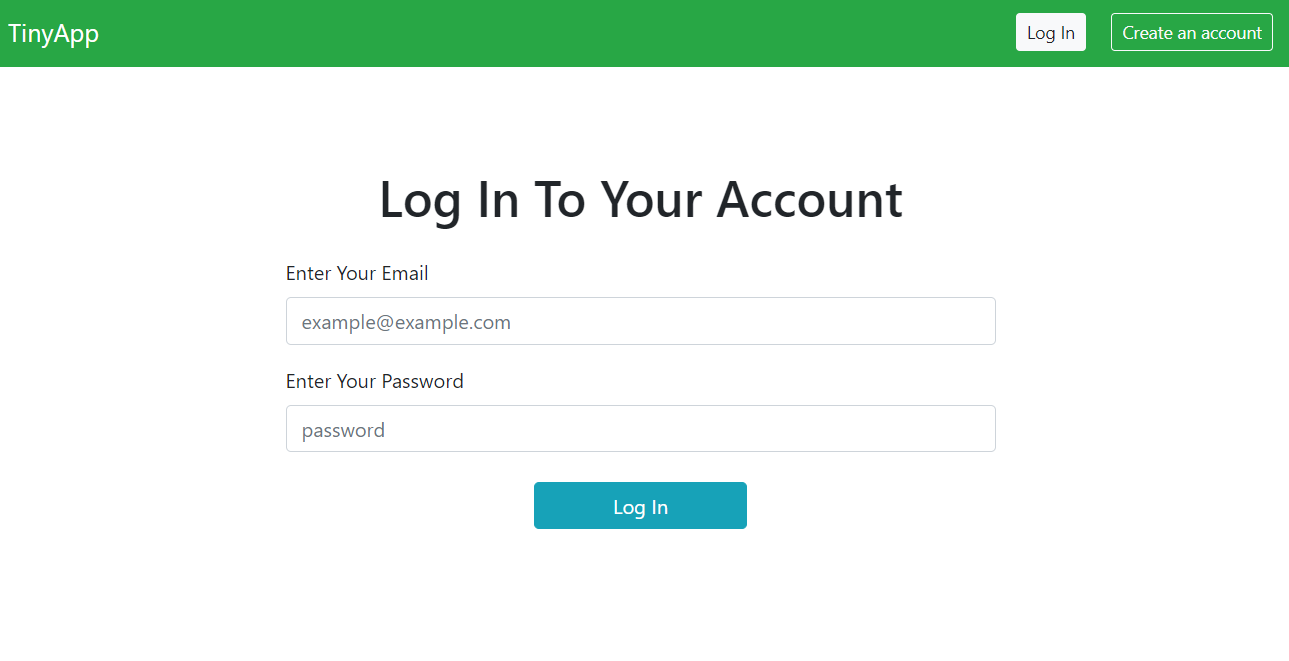 TinyApp
Log In
Create an account
Log In To Your Account
Enter Your Email
example@example.com
Enter Your Password
password
Log In